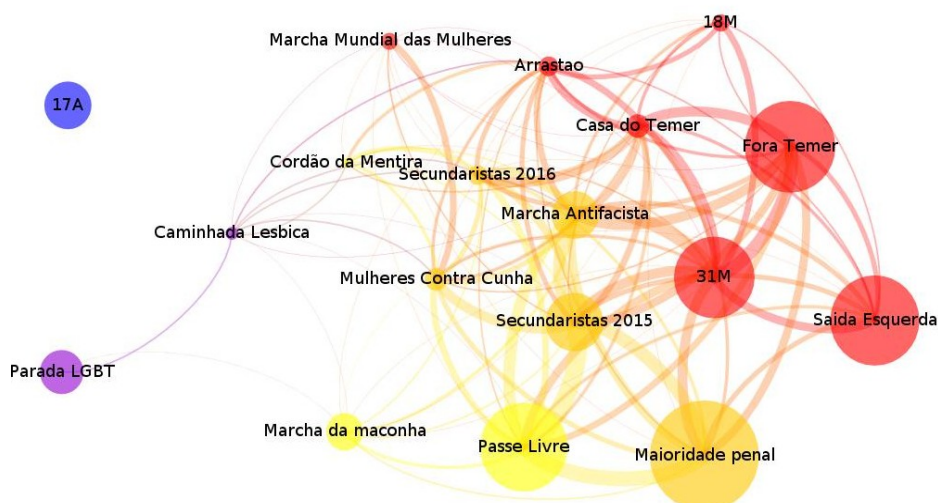 18M
Marcha Mundial das Mulheres
Arrastao
17A
Casa do Temer
Fora Temer
Cordão da Mentira
Secundaristas 2016
Marcha Antifacista
Caminhada Lesbica
Mulheres Contra Cunha
31M
Secundaristas 2015
Saida Esquerda
Parada LGBT
Marcha da maconha
Passe Livre
Maioridade penal